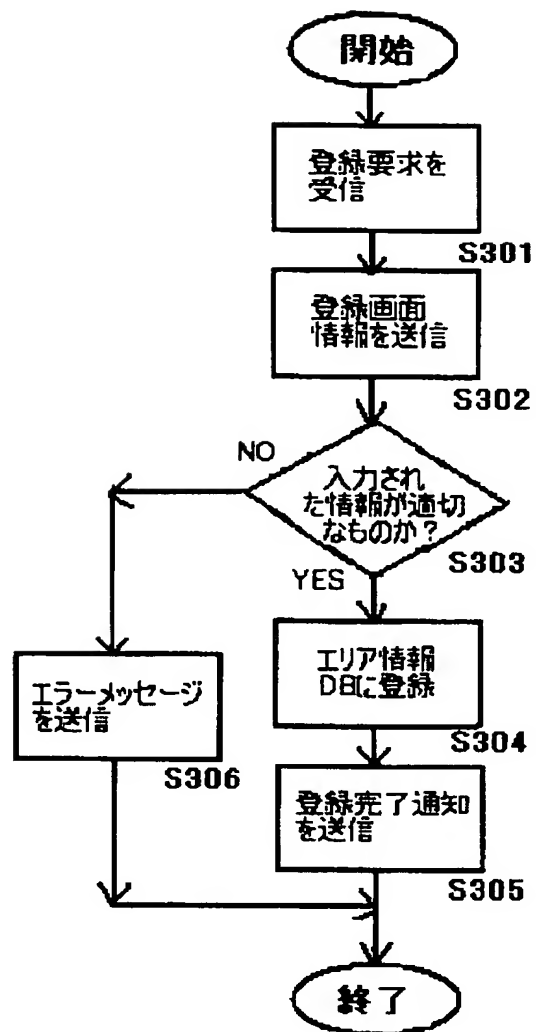 開始
登録要求を
受信
S301
登録画面
情報を送信
S302
NO
入力され
た情報が適切
なものか？
S303
YES
エリア情報
DBに登録
S304
エラーメッセージ
を送信
S306
登録完了通知
を送信
S305
終了